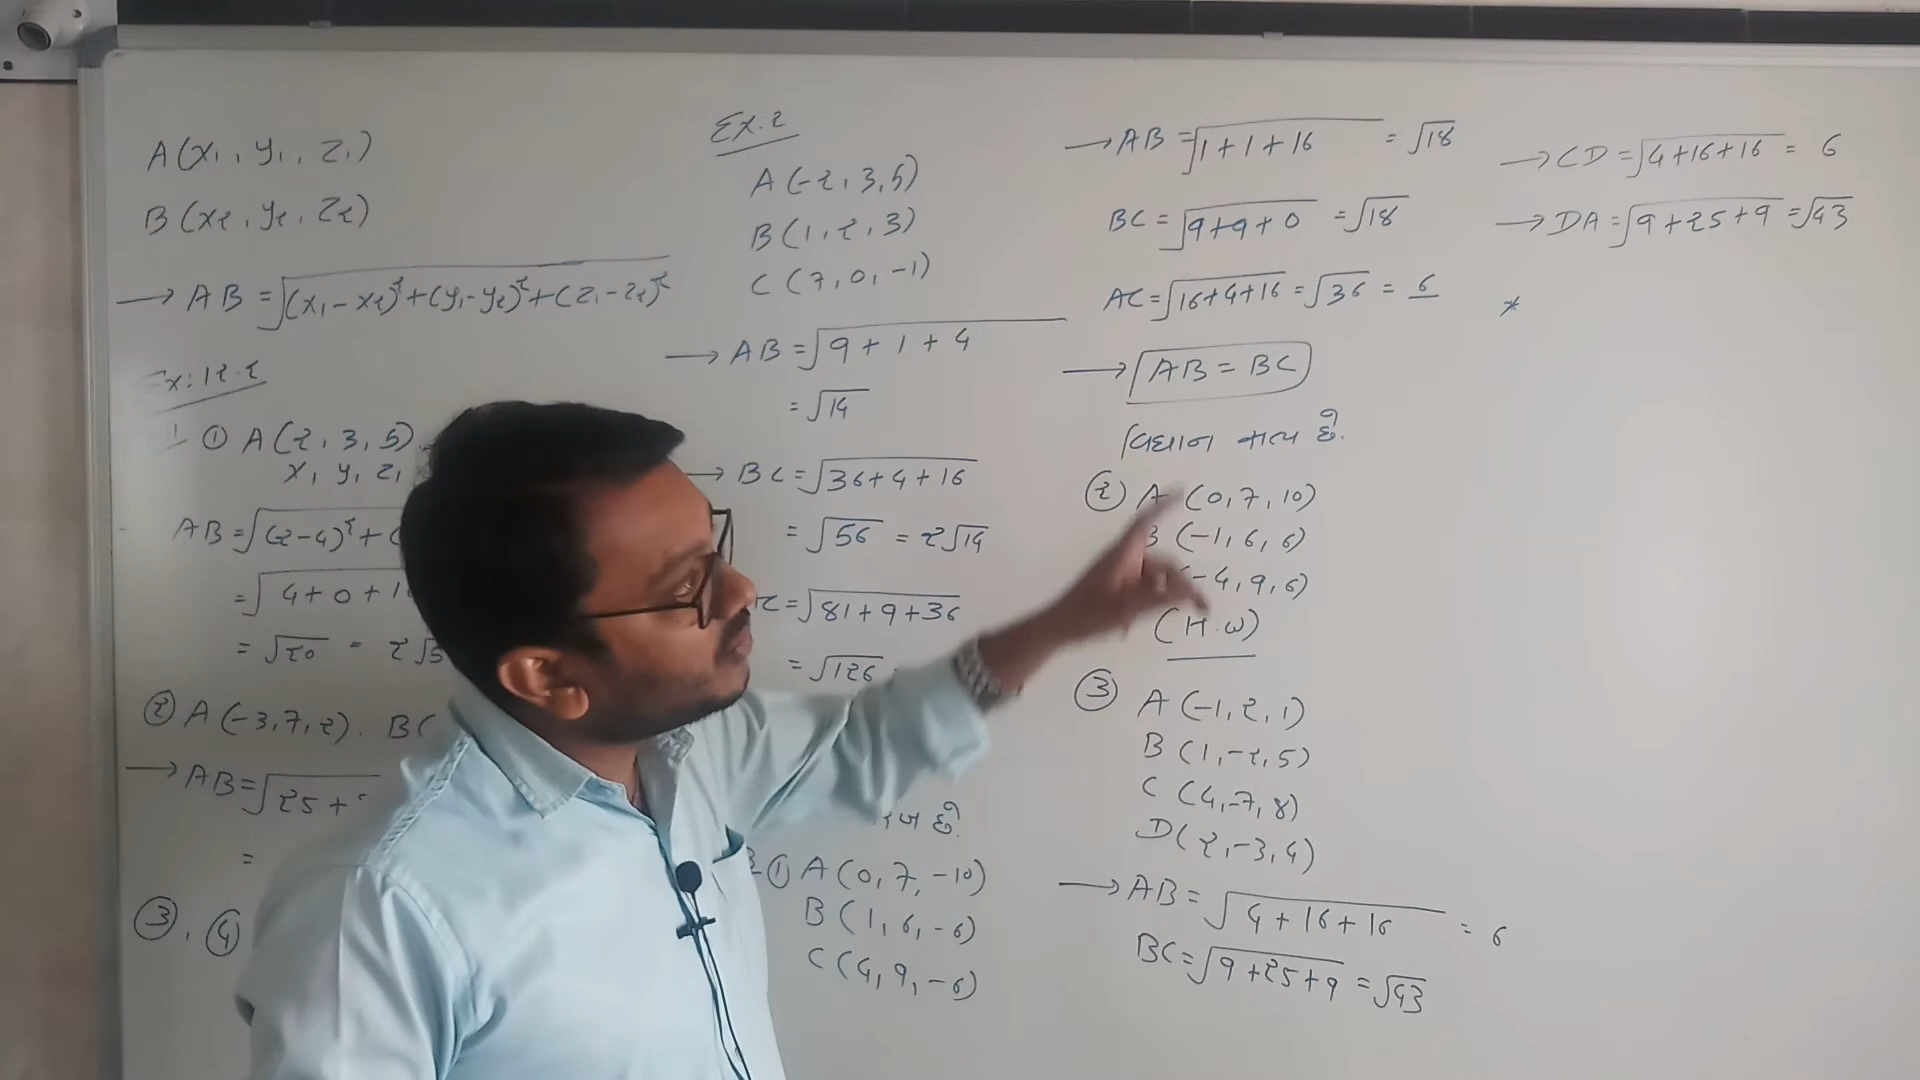 A(x₁, y₁, z₁)
B(x₂, y₂, z₂)
→ AB = √(x₁-x₂)²+(y₁-y₂)²+(z₁-z₂)²
Ex: 12.2
1 ① A(2, 3, 5)
x₁ y₁ z₁
AB = √(2-4)²+
= √4+0+1
= √20 = 2√5
② A(-3,7,2). B(
→ AB = √25+
=
③, ④
Ex. 2
A(-2, 3, 5)
B(1, 2, 3)
C(7, 0, -1)
→ AB = √9+1+4
= √14
→ BC = √36+4+16
= √56 = 2√14
= √81+9+36
= √126
છે.
① A(0, 7, -10)
B(1, 6, -6)
C(4, 9, -6)
→ AB = √1+1+16 = √18
BC = √9+9+0 = √18
AC = √16+4+16 = √36 = 6
→ AB = BC
વિધાન સત્ય છે.
② A (0, 7, 10)
B (-1, 6, 6)
-4, 9, 6)
(H.W)
③ A(-1, 2, 1)
B(1, -2, 5)
C(4, -7, 8)
D(2, -3, 4)
→ AB = √4+16+16 = 6
BC = √9+25+9 = √43
→ CD = √4+16+16 = 6
→ DA = √9+25+9 = √43
*